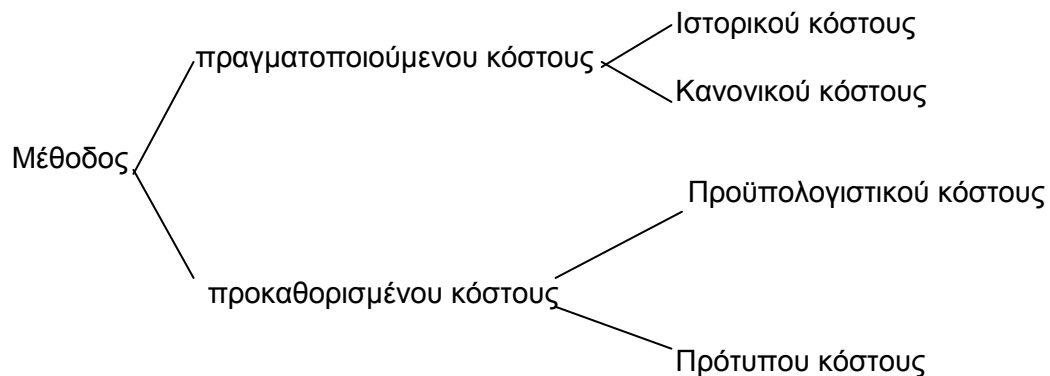 Ιστορικού κόστους
πραγματοποιούμενου κόστους
Κανονικού κόστους
Μέθοδος
Προϋπολογιστικού κόστους
προκαθορισμένου κόστους
Πρότυπου κόστους